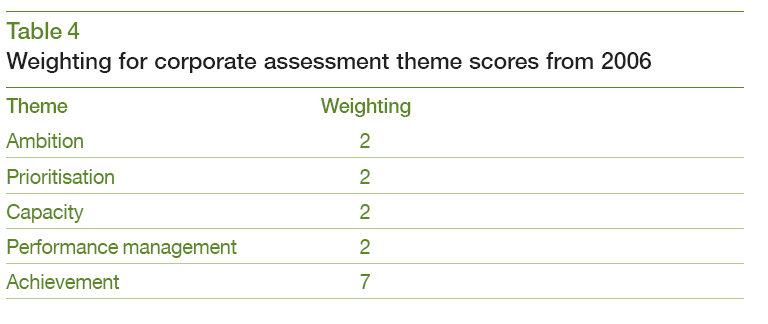 Table 4
Weighting for corporate assessment theme scores from 2006
Theme Weighting
Ambition 2
Prioritisation 2
Capacity 2
Performance management 2
Achievement 7